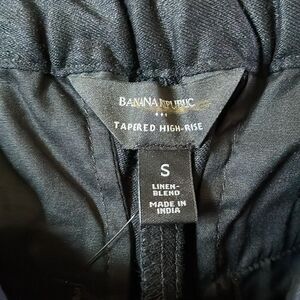 BANANA REPUBLIC
TAPERED HIGH-RISE
S
LINEN-
BLEND
MADE IN
INDIA